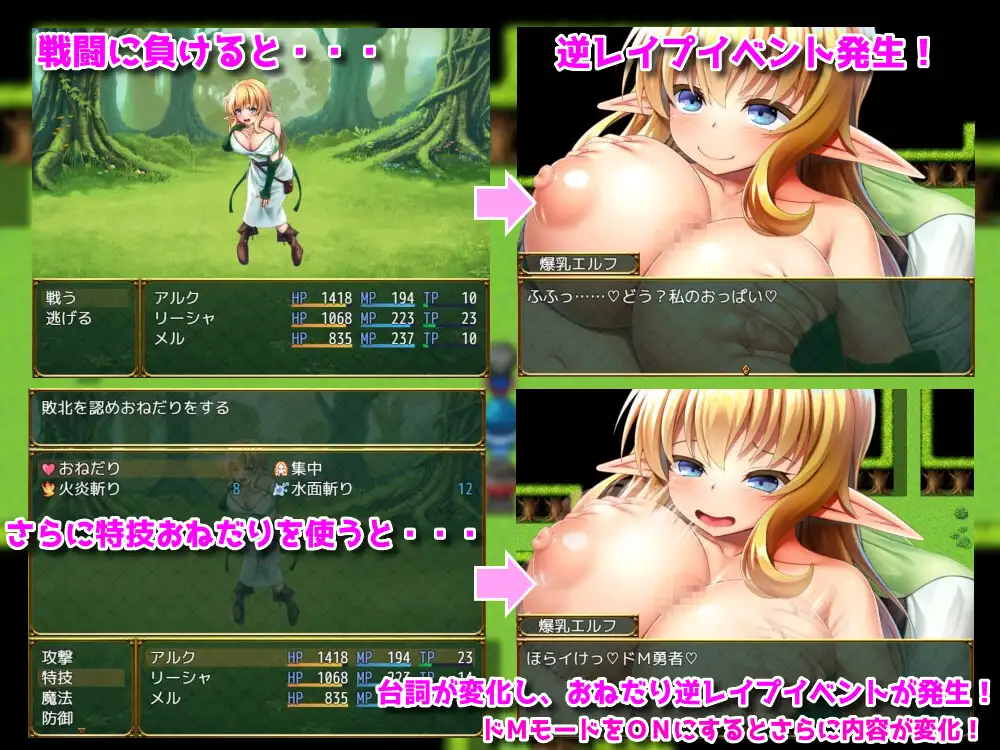 戦闘に負けると・・・
逆レイプイベント発生！
戦う
逃げる
アルク HP 1418 MP 194 TP 10
リーシャ HP 1068 MP 223 TP 23
メル HP 835 MP 237 TP 10
爆乳エルフ
ふふっ……♡どう？私のおっぱい♡
敗北を認めおねだりをする
おねだり
集中
火炎斬り 8
水面斬り 12
さらに特技おねだりを使うと・・・
攻撃
特技
魔法
防御
アルク HP 1418 MP 194 TP 23
リーシャ HP 1068 MP
メル HP 835 MP
爆乳エルフ
ほらイけっ♡ドＭ勇者♡
台詞が変化し、おねだり逆レイプイベントが発生！
ドＭモードをＯＮにするとさらに内容が変化！